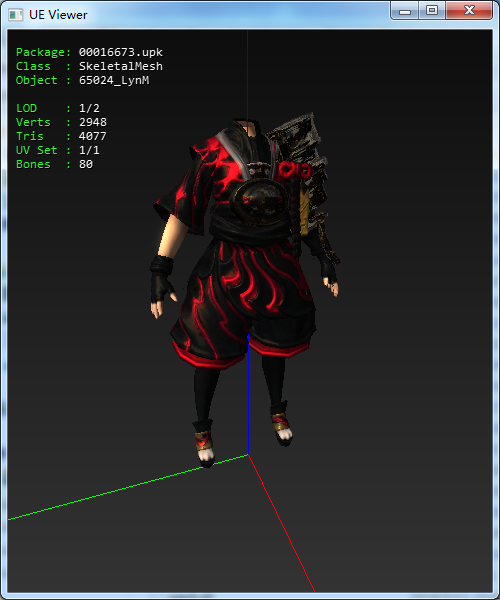 UE Viewer
Package: 00016673.upk
Class : SkeletalMesh
Object : 65024_LynM
LOD : 1/2
Verts : 2948
Tris : 4077
UV Set : 1/1
Bones : 80